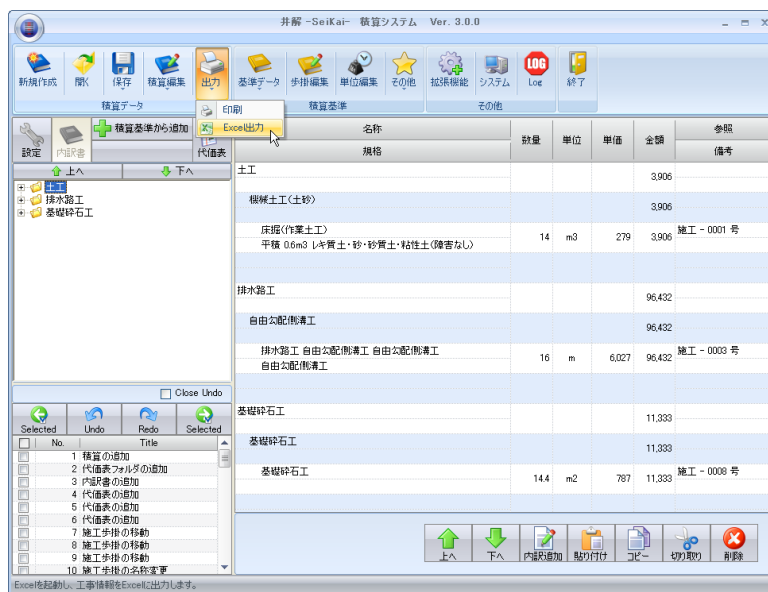 井解 -SeiKai- 積算システム Ver. 3.0.0
新規作成 開く 保存 積算編集 出力 基準データ 歩掛編集 単位編集 その他 拡張機能 システム LOG Log 終了
積算データ 積算基準 その他
印刷
Excel出力
設定 内訳書 積算基準から追加 代価表
上へ 下へ
土工
排水路工
基礎砕石工
名称 数量 単位 単価 金額 参照
規格 備考
土工 3,906
機械土工(土砂) 3,906
床掘(作業土工) 14 m3 279 3,906 施工 - 0001 号
平積 0.6m3 レキ質土・砂・砂質土・粘性土(障害なし)
排水路工 96,432
自由勾配側溝工 96,432
排水路工 自由勾配側溝工 自由勾配側溝工 16 m 6,027 96,432 施工 - 0003 号
自由勾配側溝工
基礎砕石工 11,333
基礎砕石工 11,333
基礎砕石工 14.4 m2 787 11,333 施工 - 0008 号
Close Undo
Selected Undo Redo Selected
No. Title
1 積算の追加
2 代価表フォルダの追加
3 内訳書の追加
4 代価表の追加
5 代価表の追加
6 代価表の追加
7 施工歩掛の移動
8 施工歩掛の移動
9 施工歩掛の移動
10 施工歩掛の名称変更
上へ 下へ 内訳追加 貼り付け コピー 切り取り 削除
Excelを起動し、工事情報をExcelに出力します。